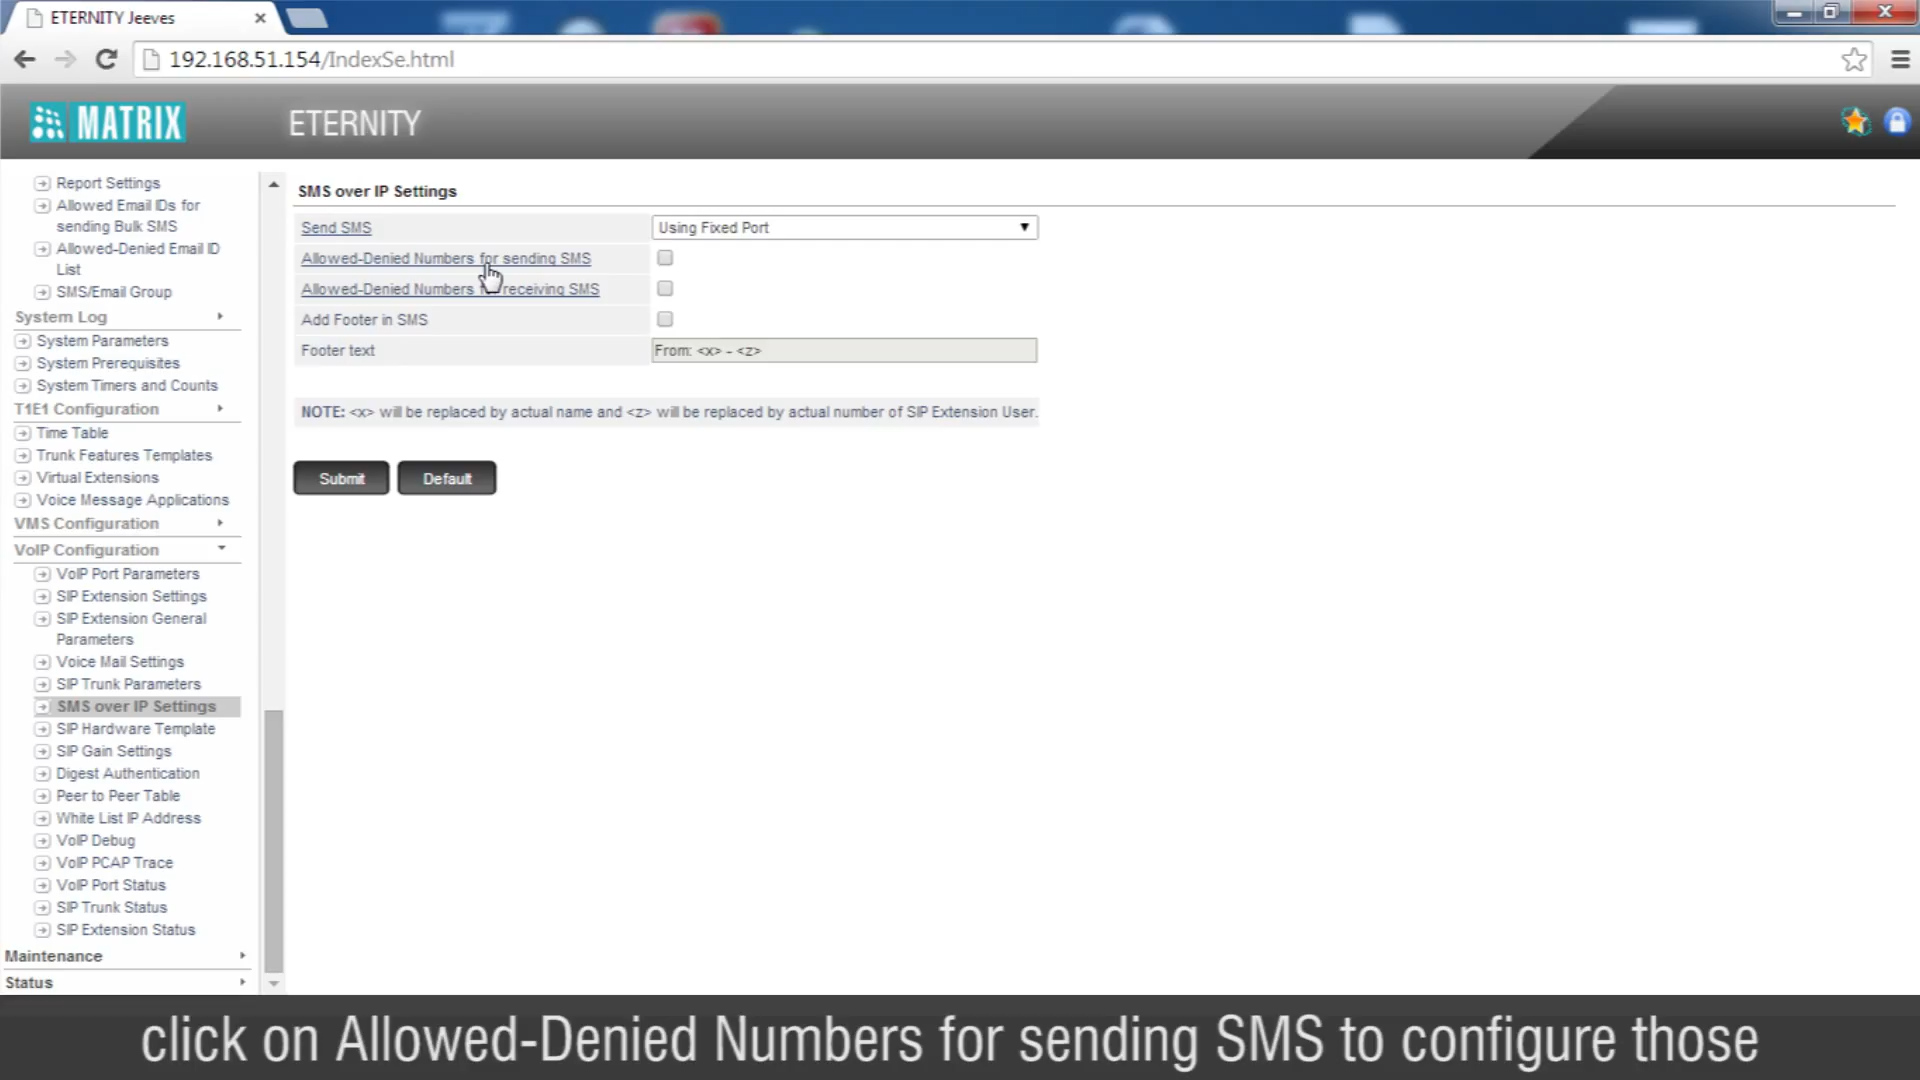 ETERNITY Jeeves
192.168.51.154/IndexSe.html
MATRIX
ETERNITY
Report Settings
Allowed Email IDs for
sending Bulk SMS
Allowed-Denied Email ID
List
SMS/Email Group
System Log
System Parameters
System Prerequisites
System Timers and Counts
T1E1 Configuration
Time Table
Trunk Features Templates
Virtual Extensions
Voice Message Applications
VMS Configuration
VoIP Configuration
VoIP Port Parameters
SIP Extension Settings
SIP Extension General
Parameters
Voice Mail Settings
SIP Trunk Parameters
SMS over IP Settings
SIP Hardware Template
SIP Gain Settings
Digest Authentication
Peer to Peer Table
White List IP Address
VoIP Debug
VoIP PCAP Trace
VoIP Port Status
SIP Trunk Status
SIP Extension Status
Maintenance
Status
SMS over IP Settings
Send SMS Using Fixed Port
Allowed-Denied Numbers for sending SMS
Allowed-Denied Numbers for receiving SMS
Add Footer in SMS
Footer text From: <x> - <z>
NOTE: <x> will be replaced by actual name and <z> will be replaced by actual number of SIP Extension User.
Submit Default
click on Allowed-Denied Numbers for sending SMS to configure those